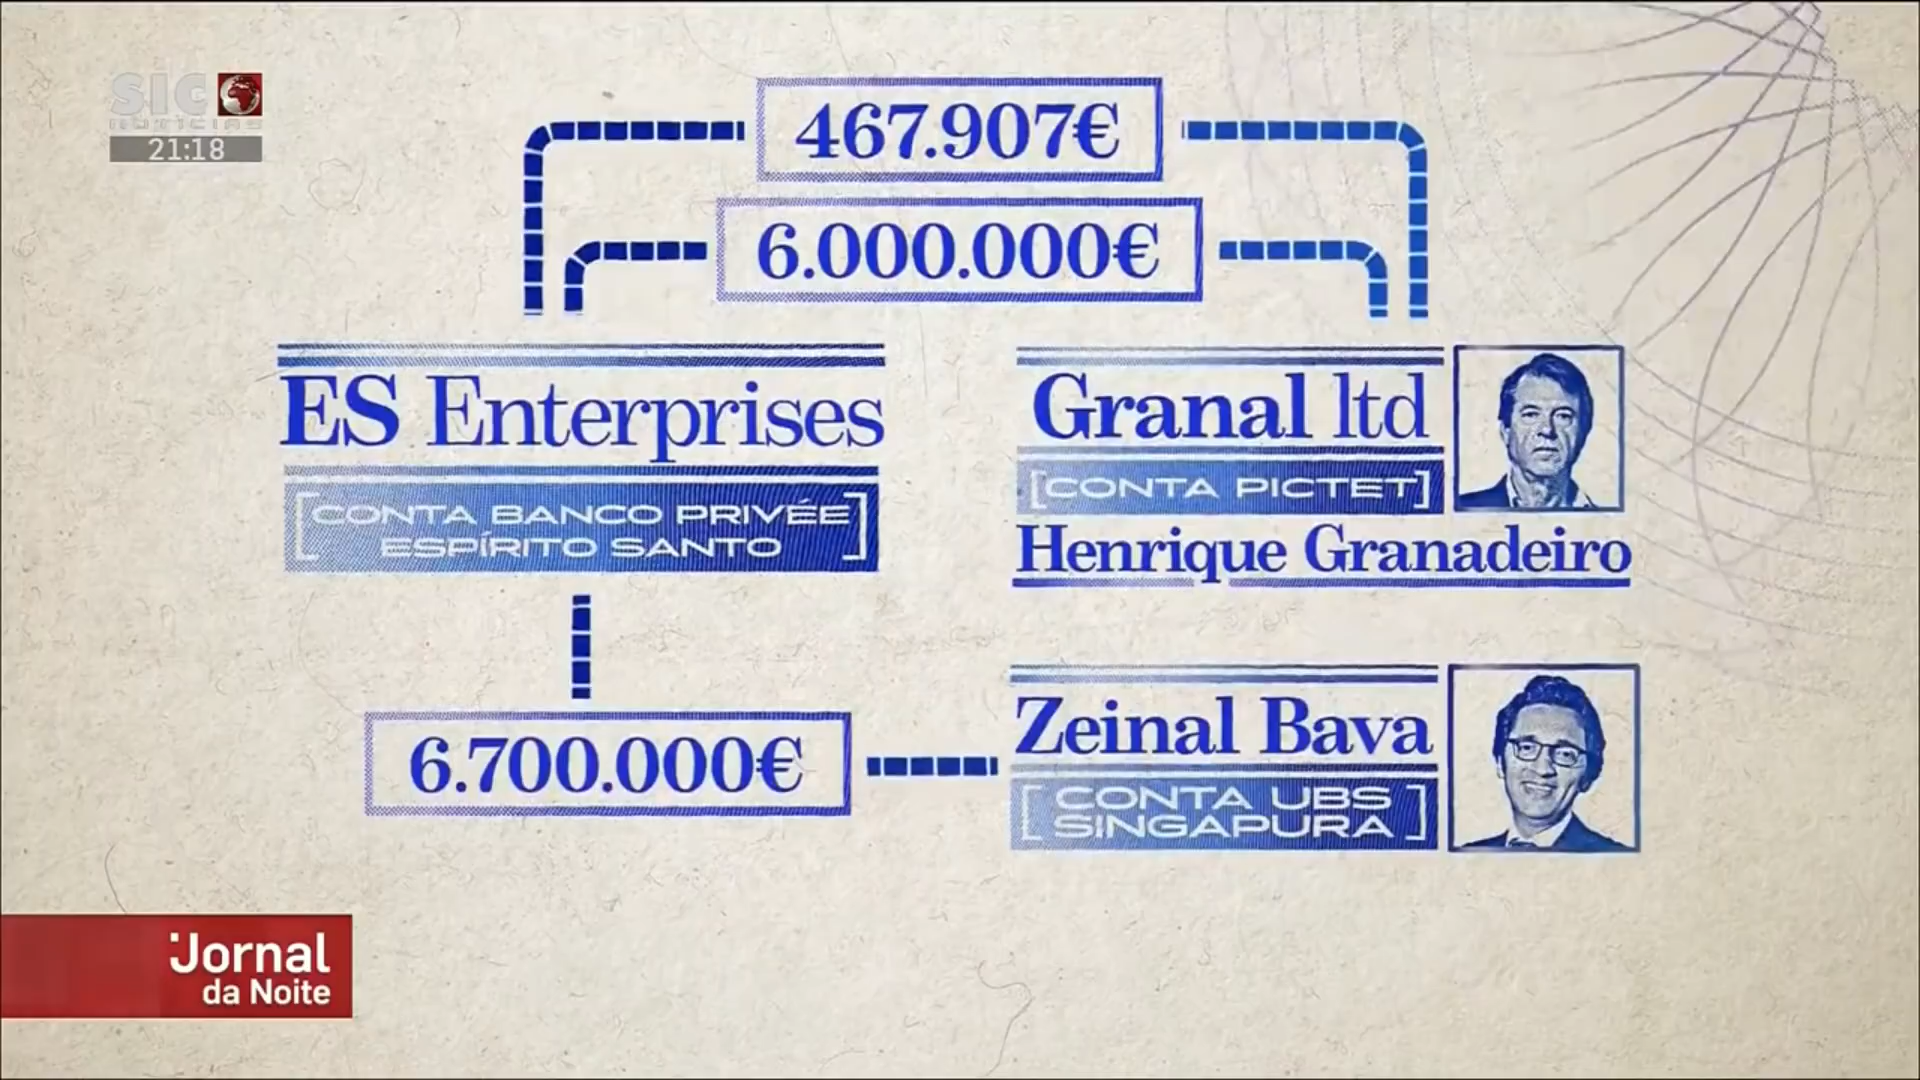 SIC
NOTÍCIAS
21:18
467.907€
6.000.000€
ES Enterprises
[CONTA BANCO PRIVÉE
ESPÍRITO SANTO]
Granal ltd
[CONTA PICTET]
Henrique Granadeiro
6.700.000€
Zeinal Bava
[CONTA UBS
SINGAPURA]
Jornal
da Noite